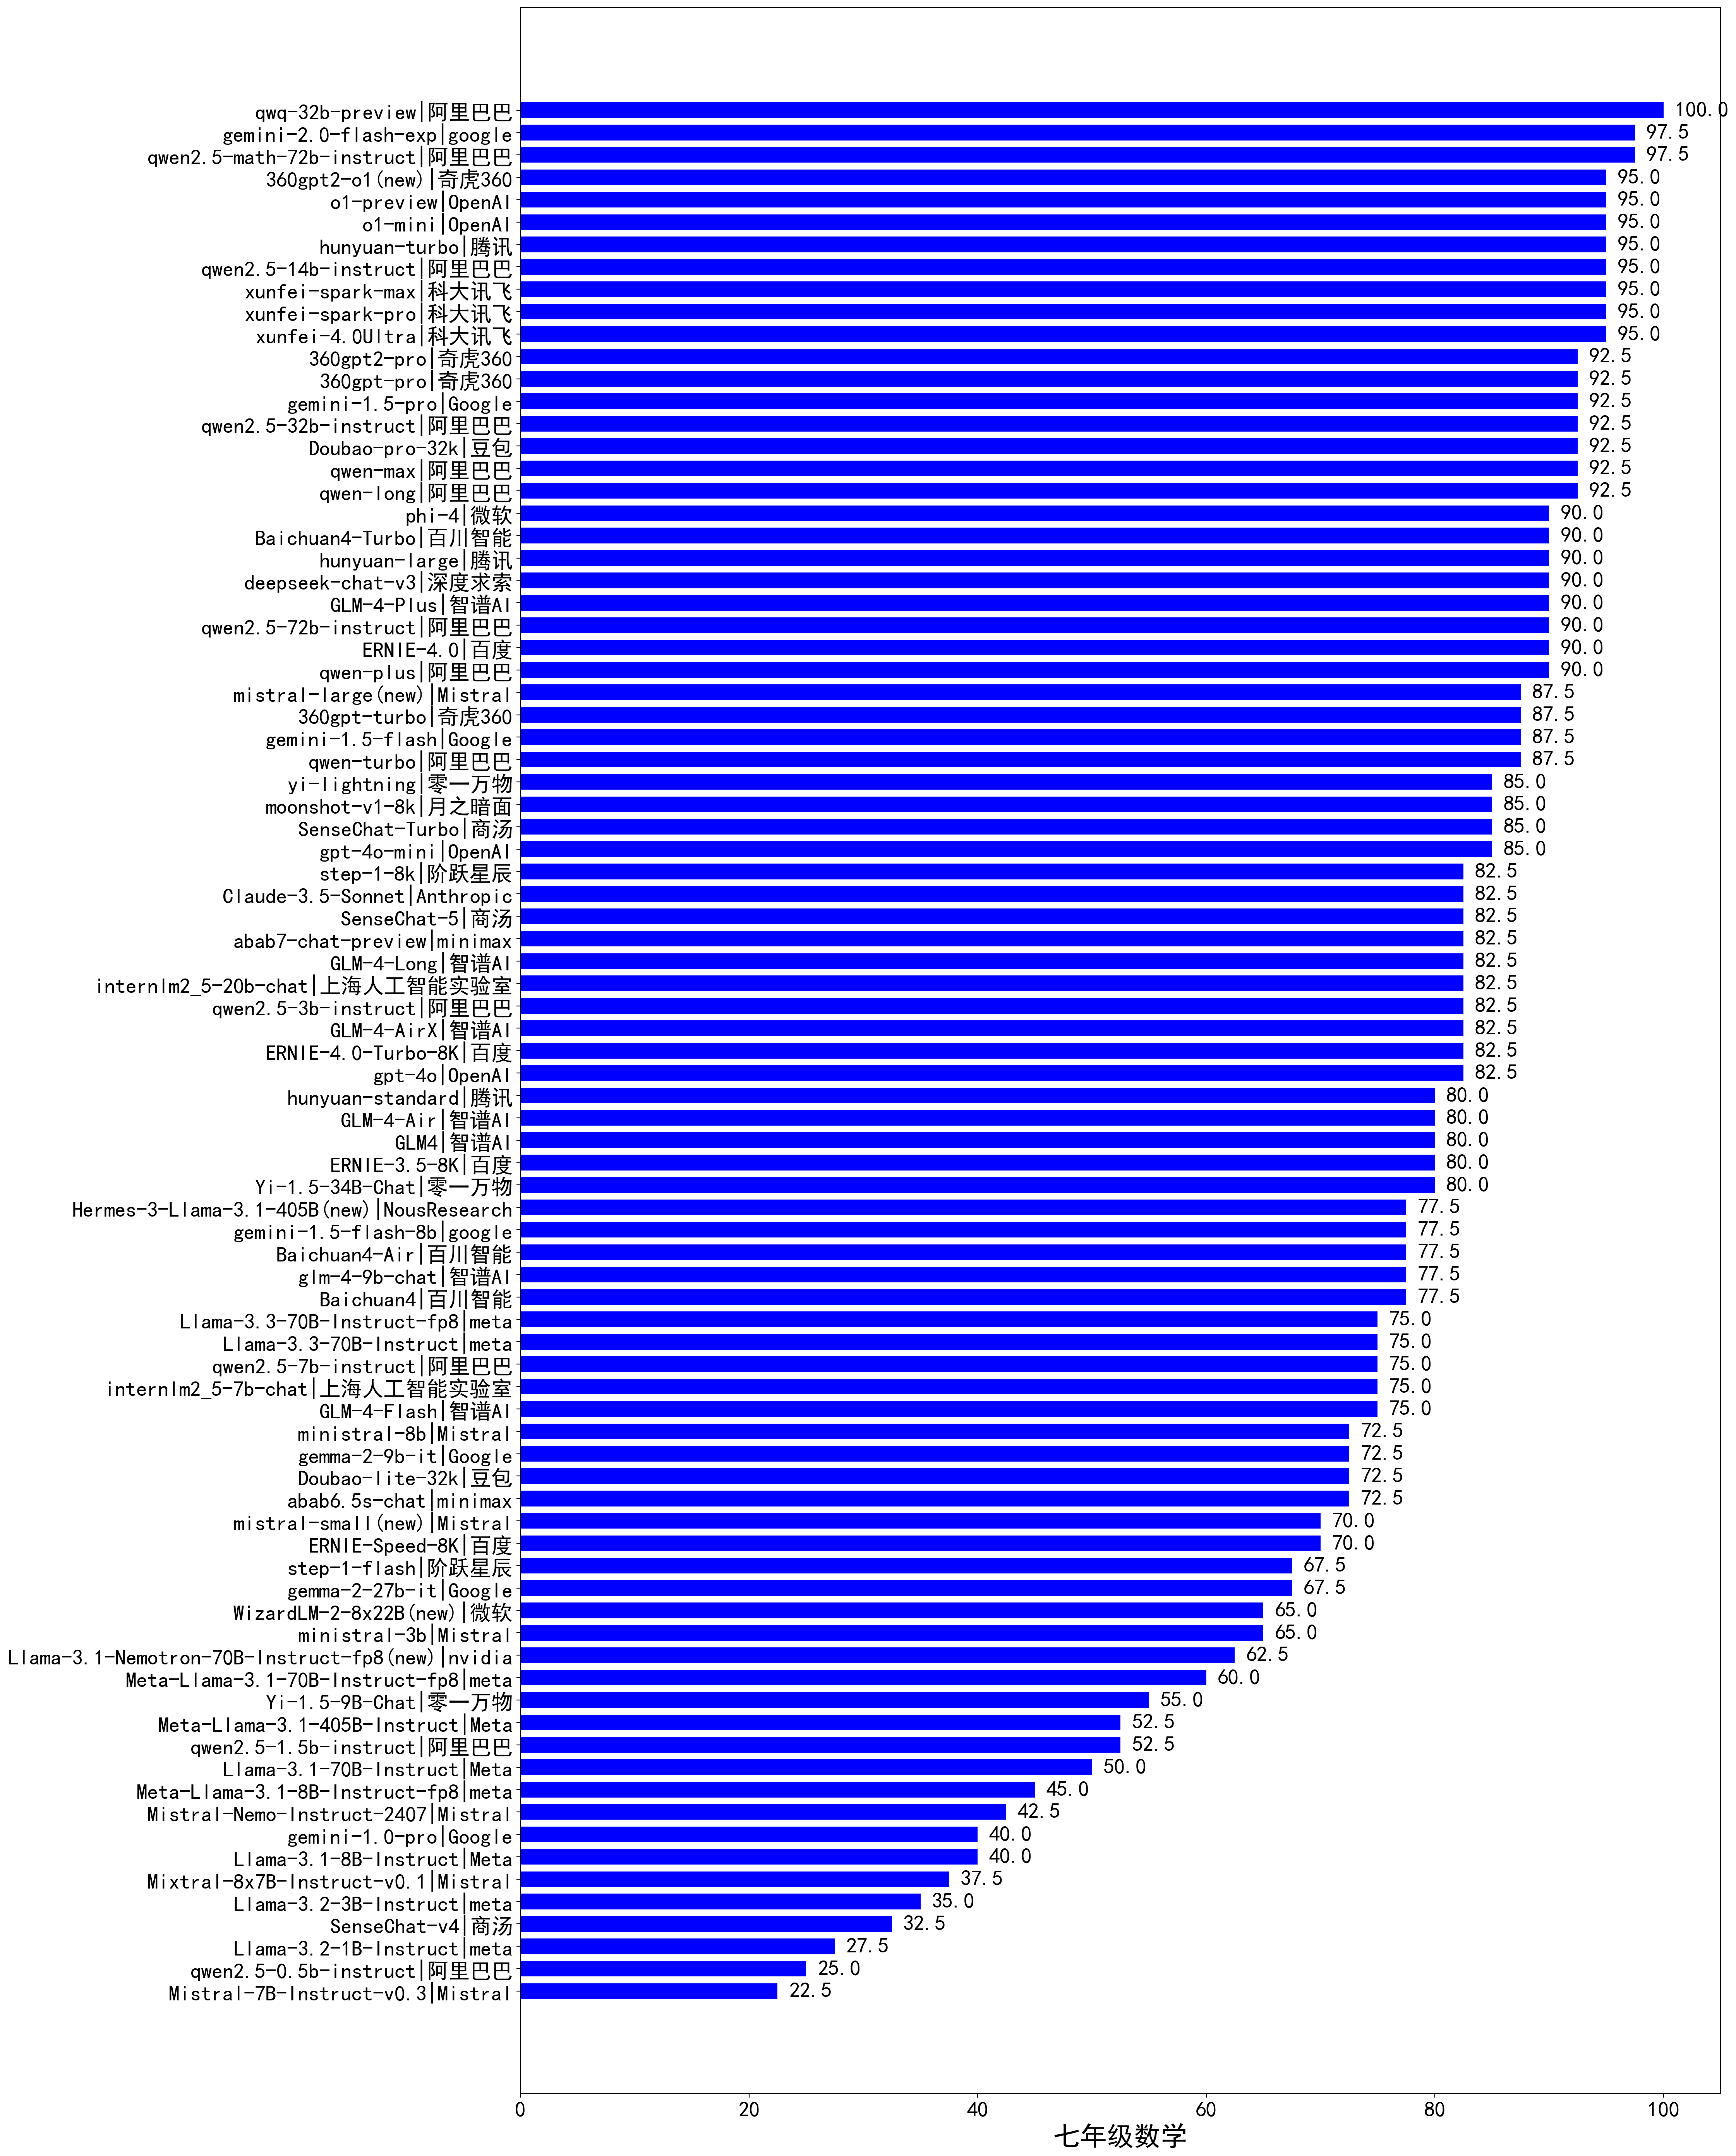 qwq-32b-preview|阿里巴巴 100.0
gemini-2.0-flash-exp|google 97.5
qwen2.5-math-72b-instruct|阿里巴巴 97.5
360gpt2-o1(new)|奇虎360 95.0
o1-preview|OpenAI 95.0
o1-mini|OpenAI 95.0
hunyuan-turbo|腾讯 95.0
qwen2.5-14b-instruct|阿里巴巴 95.0
xunfei-spark-max|科大讯飞 95.0
xunfei-spark-pro|科大讯飞 95.0
xunfei-4.0Ultra|科大讯飞 95.0
360gpt2-pro|奇虎360 92.5
360gpt-pro|奇虎360 92.5
gemini-1.5-pro|Google 92.5
qwen2.5-32b-instruct|阿里巴巴 92.5
Doubao-pro-32k|豆包 92.5
qwen-max|阿里巴巴 92.5
qwen-long|阿里巴巴 92.5
phi-4|微软 90.0
Baichuan4-Turbo|百川智能 90.0
hunyuan-large|腾讯 90.0
deepseek-chat-v3|深度求索 90.0
GLM-4-Plus|智谱AI 90.0
qwen2.5-72b-instruct|阿里巴巴 90.0
ERNIE-4.0|百度 90.0
qwen-plus|阿里巴巴 90.0
mistral-large(new)|Mistral 87.5
360gpt-turbo|奇虎360 87.5
gemini-1.5-flash|Google 87.5
qwen-turbo|阿里巴巴 87.5
yi-lightning|零一万物 85.0
moonshot-v1-8k|月之暗面 85.0
SenseChat-Turbo|商汤 85.0
gpt-4o-mini|OpenAI 85.0
step-1-8k|阶跃星辰 82.5
Claude-3.5-Sonnet|Anthropic 82.5
SenseChat-5|商汤 82.5
abab7-chat-preview|minimax 82.5
GLM-4-Long|智谱AI 82.5
internlm2_5-20b-chat|上海人工智能实验室 82.5
qwen2.5-3b-instruct|阿里巴巴 82.5
GLM-4-AirX|智谱AI 82.5
ERNIE-4.0-Turbo-8K|百度 82.5
gpt-4o|OpenAI 82.5
hunyuan-standard|腾讯 80.0
GLM-4-Air|智谱AI 80.0
GLM4|智谱AI 80.0
ERNIE-3.5-8K|百度 80.0
Yi-1.5-34B-Chat|零一万物 80.0
Hermes-3-Llama-3.1-405B(new)|NousResearch 77.5
gemini-1.5-flash-8b|google 77.5
Baichuan4-Air|百川智能 77.5
glm-4-9b-chat|智谱AI 77.5
Baichuan4|百川智能 77.5
Llama-3.3-70B-Instruct-fp8|meta 75.0
Llama-3.3-70B-Instruct|meta 75.0
qwen2.5-7b-instruct|阿里巴巴 75.0
internlm2_5-7b-chat|上海人工智能实验室 75.0
GLM-4-Flash|智谱AI 75.0
ministral-8b|Mistral 72.5
gemma-2-9b-it|Google 72.5
Doubao-lite-32k|豆包 72.5
abab6.5s-chat|minimax 72.5
mistral-small(new)|Mistral 70.0
ERNIE-Speed-8K|百度 70.0
step-1-flash|阶跃星辰 67.5
gemma-2-27b-it|Google 67.5
WizardLM-2-8x22B(new)|微软 65.0
ministral-3b|Mistral 65.0
Llama-3.1-Nemotron-70B-Instruct-fp8(new)|nvidia 62.5
Meta-Llama-3.1-70B-Instruct-fp8|meta 60.0
Yi-1.5-9B-Chat|零一万物 55.0
Meta-Llama-3.1-405B-Instruct|Meta 52.5
qwen2.5-1.5b-instruct|阿里巴巴 52.5
Llama-3.1-70B-Instruct|Meta 50.0
Meta-Llama-3.1-8B-Instruct-fp8|meta 45.0
Mistral-Nemo-Instruct-2407|Mistral 42.5
gemini-1.0-pro|Google 40.0
Llama-3.1-8B-Instruct|Meta 40.0
Mixtral-8x7B-Instruct-v0.1|Mistral 37.5
Llama-3.2-3B-Instruct|meta 35.0
SenseChat-v4|商汤 32.5
Llama-3.2-1B-Instruct|meta 27.5
qwen2.5-0.5b-instruct|阿里巴巴 25.0
Mistral-7B-Instruct-v0.3|Mistral 22.5
0 20 40 60 80 100
七年级数学